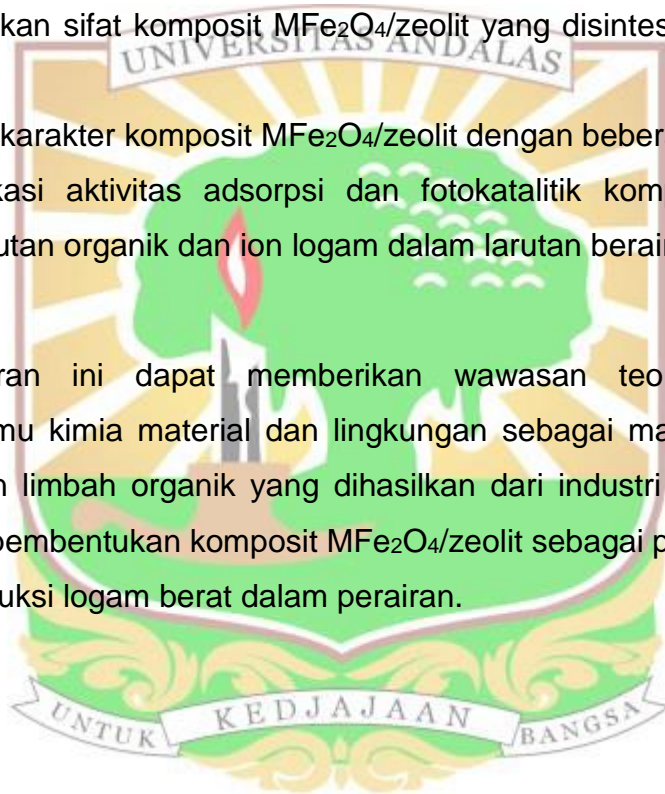 kan sifat komposit MFe₂O₄/zeolit yang disintes
UNIVERSITAS ANDALAS
karakter komposit MFe₂O₄/zeolit dengan beber
kasi aktivitas adsorpsi dan fotokatalitik kom
utan organik dan ion logam dalam larutan berair
ran ini dapat memberikan wawasan teo
mu kimia material dan lingkungan sebagai ma
n limbah organik yang dihasilkan dari industri
pembentukan komposit MFe₂O₄/zeolit sebagai p
uksi logam berat dalam perairan.
UNTUK KEDJAJAAN BANGSA